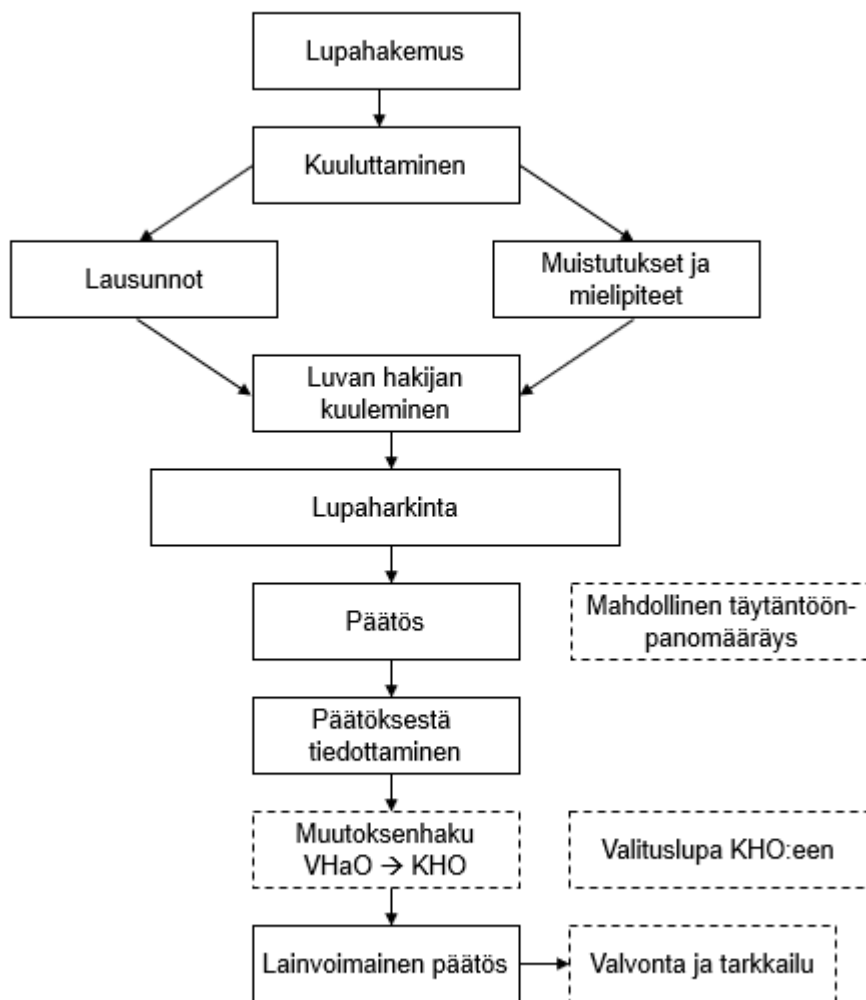 Lupahakemus
Kuuluttaminen
Lausunnot
Muistutukset ja
mielipiteet
Luvan hakijan
kuuleminen
Lupaharkinta
Päätös
Mahdollinen täytäntöön-
panomääräys
Päätöksestä
tiedottaminen
Muutoksenhaku
VHaO → KHO
Valituslupa KHO:een
Lainvoimainen päätös
Valvonta ja tarkkailu